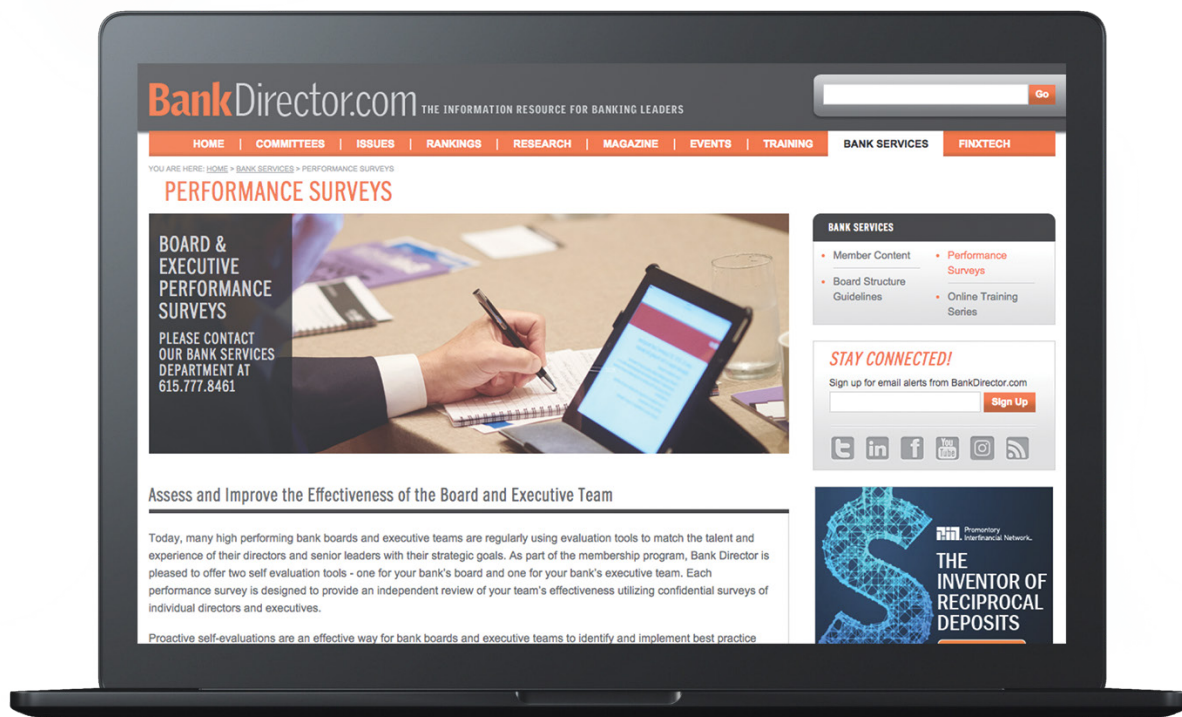 BankDirector.com THE INFORMATION RESOURCE FOR BANKING LEADERS
Go
HOME | COMMITTEES | ISSUES | RANKINGS | RESEARCH | MAGAZINE | EVENTS | TRAINING BANK SERVICES FINXTECH
YOU ARE HERE: HOME > BANK SERVICES > PERFORMANCE SURVEYS
PERFORMANCE SURVEYS
BOARD &
EXECUTIVE
PERFORMANCE
SURVEYS
PLEASE CONTACT
OUR BANK SERVICES
DEPARTMENT AT
615.777.8461
Assess and Improve the Effectiveness of the Board and Executive Team
Today, many high performing bank boards and executive teams are regularly using evaluation tools to match the talent and
experience of their directors and senior leaders with their strategic goals. As part of the membership program, Bank Director is
pleased to offer two self evaluation tools - one for your bank's board and one for your bank's executive team. Each
performance survey is designed to provide an independent review of your team's effectiveness utilizing confidential surveys of
individual directors and executives.
Proactive self-evaluations are an effective way for bank boards and executive teams to identify and implement best practice
BANK SERVICES
• Member Content
• Board Structure
Guidelines
• Performance
Surveys
• Online Training
Series
STAY CONNECTED!
Sign up for email alerts from BankDirector.com
Sign Up
in
f
You
Tube
Promontory
Interfinancial Network.
THE
INVENTOR OF
RECIPROCAL
DEPOSITS